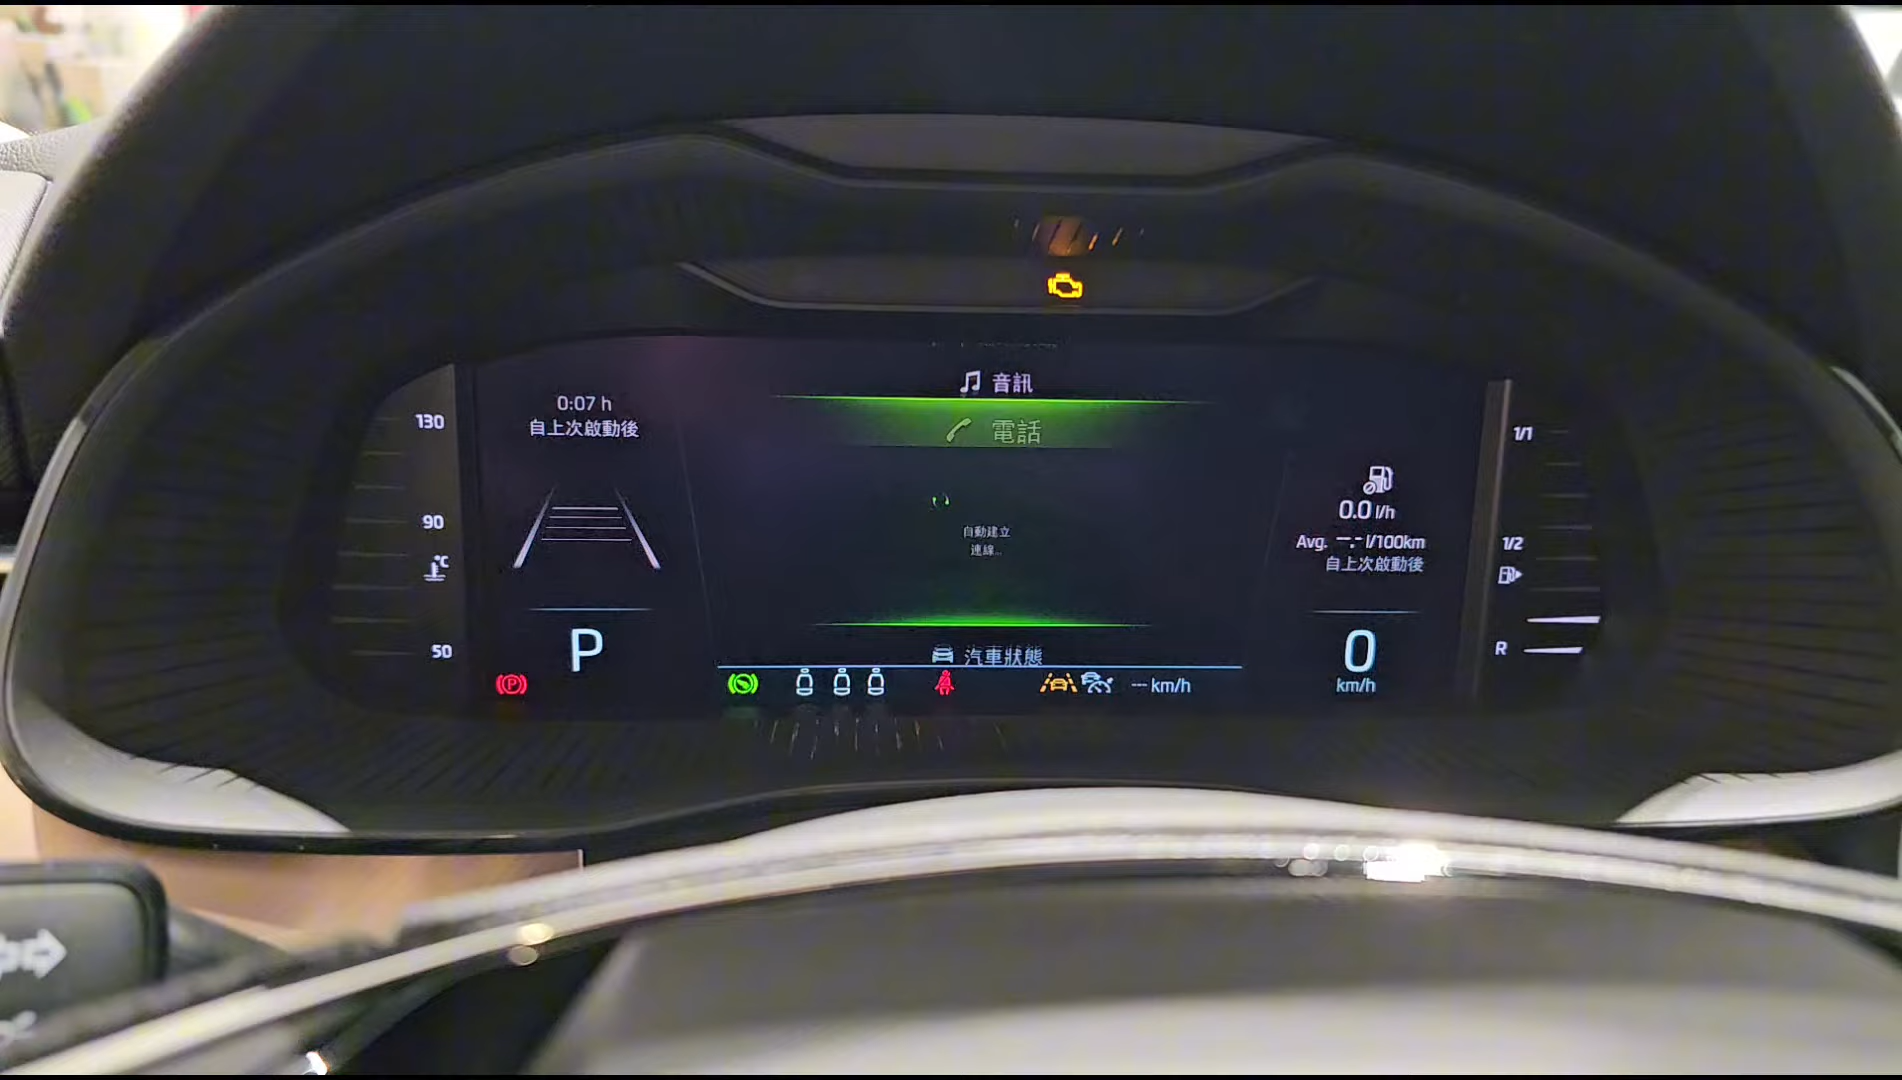 音訊
0:07 h
自上次啟動後
電話
130
90
°C
50
自動建立
連線...
1/1
0.0 l/h
Avg. --.- l/100km
自上次啟動後
1/2
R
P
0
km/h
汽車狀態
(P)
--- km/h